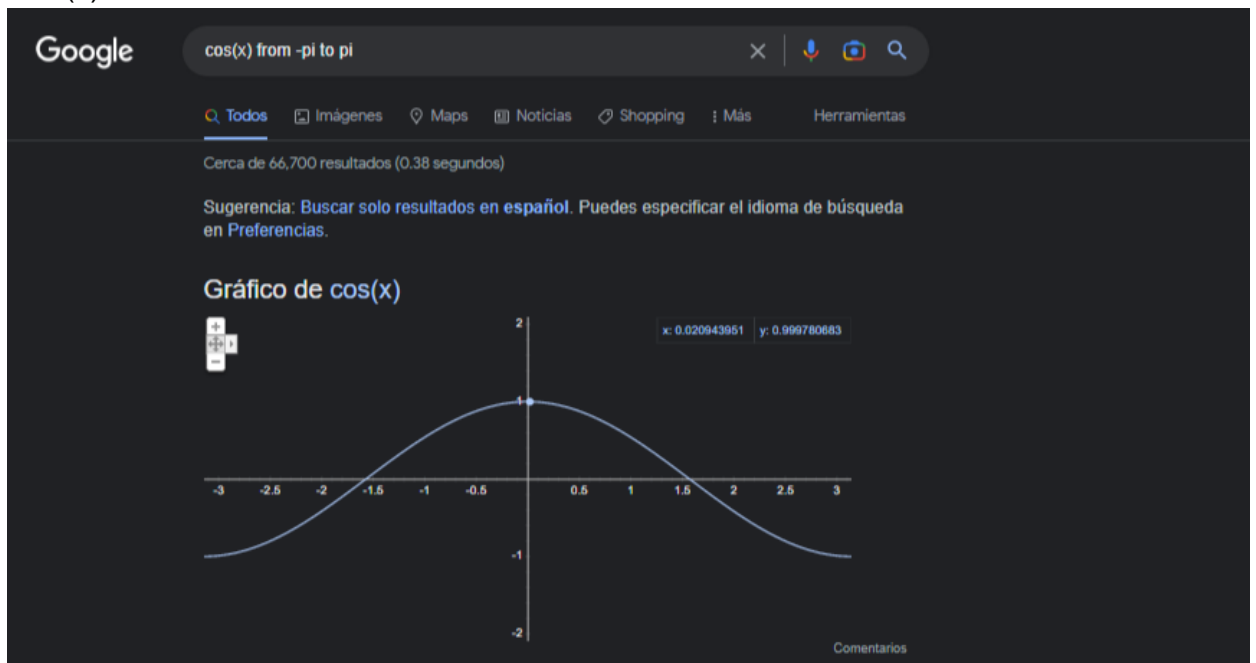 Google
cos(x) from -pi to pi
Todos Imágenes Maps Noticias Shopping Más Herramientas
Cerca de 66,700 resultados (0.38 segundos)
Sugerencia: Buscar solo resultados en español. Puedes especificar el idioma de búsqueda
en Preferencias.
Gráfico de cos(x)
2
x: 0.020943951 y: 0.999780683
1
-3 -2.5 -2 -1.5 -1 -0.5 0.5 1 1.5 2 2.5 3
-1
-2
Comentarios